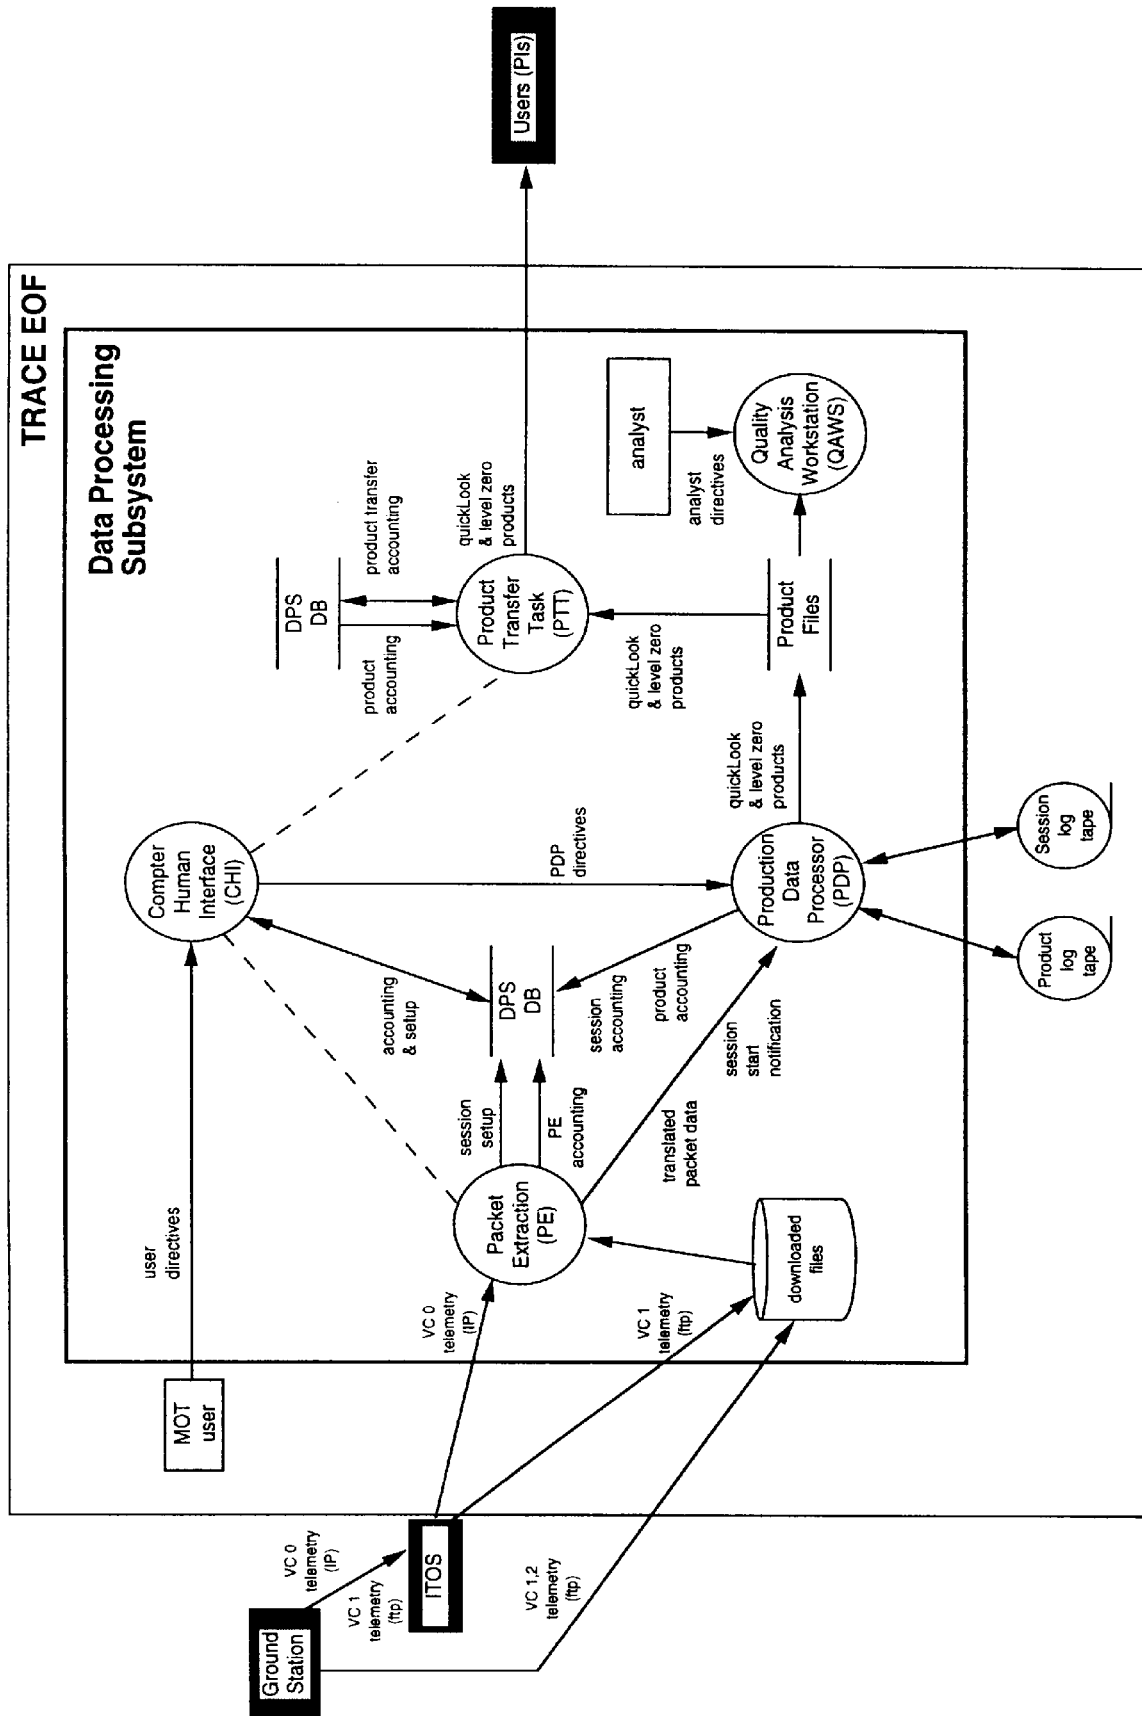 TRACE EOF
Data Processing
Subsystem
Ground
Station
VC 0
telemetry
(IP)
VC 1
telemetry
(ftp)
ITOS
VC 1,2
telemetry
(ftp)
MOT
user
user
directives
VC 0
telemetry
(IP)
VC 1
telemetry
(ftp)
downloaded
files
Packet
Extraction
(PE)
session
setup
PE
accounting
translated
packet data
session
start
notification
accounting
& setup
DPS
DB
session
accounting
product
accounting
Compter
Human
Interface
(CHI)
PDP
directives
Production
Data
Processor
(PDP)
Product
log
tape
Session
log
tape
quickLook
& level zero
products
Product
Files
quickLook
& level zero
products
DPS
DB
product
accounting
product transfer
accounting
Product
Transfer
Task
(PTT)
quickLook
& level zero
products
analyst
analyst
directives
Quality
Analysis
Workstation
(QAWS)
Users (PIs)